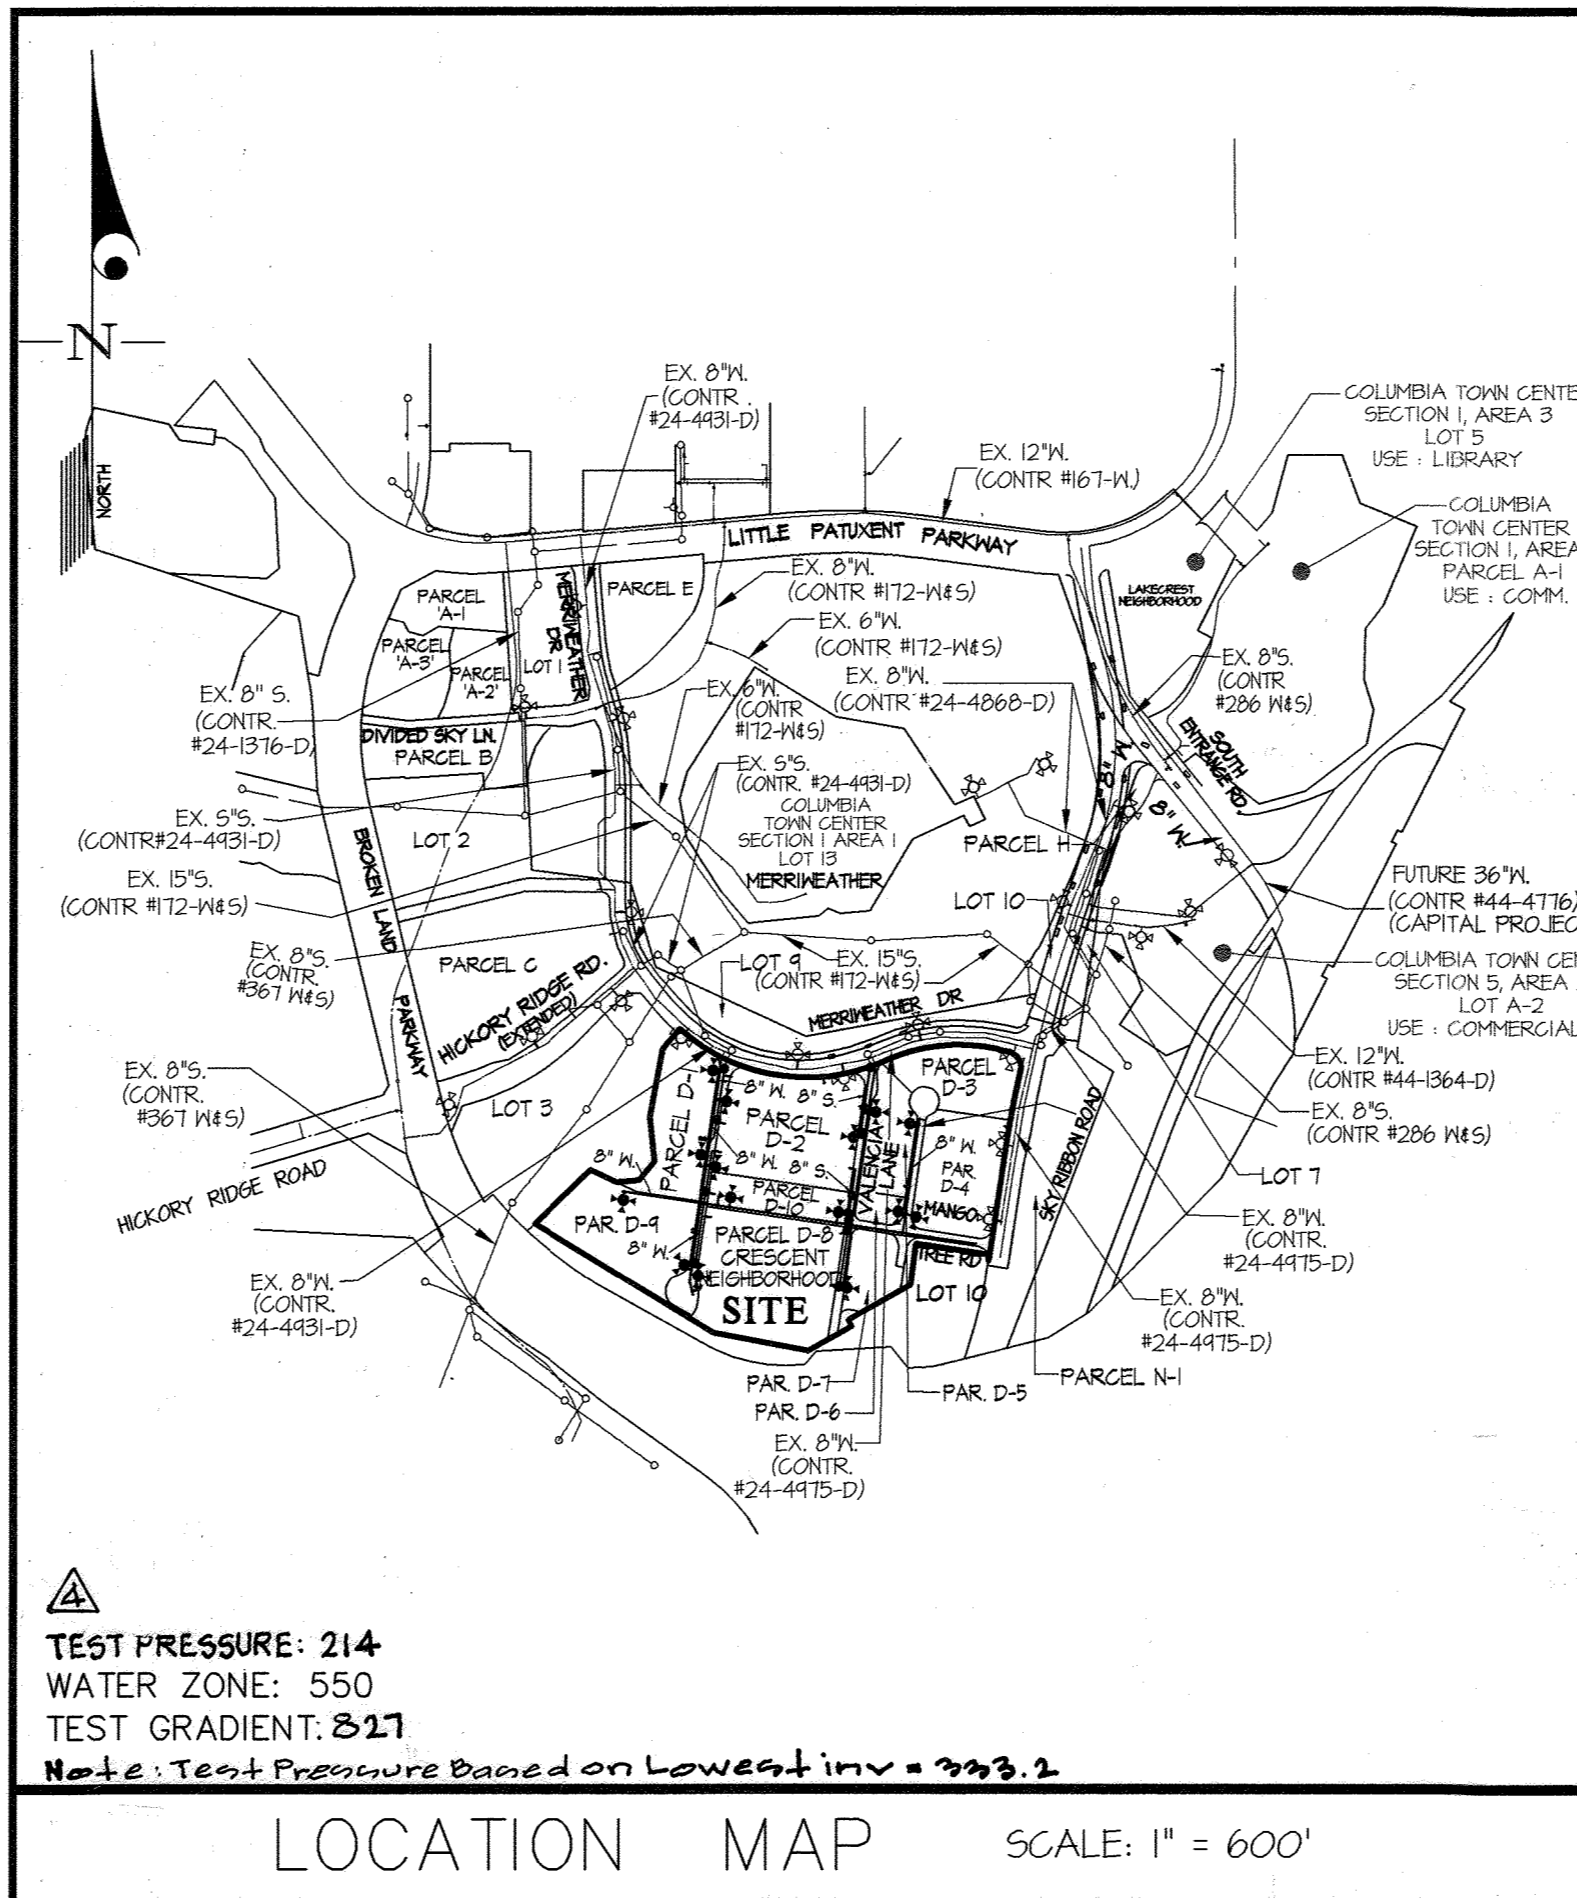 N
NORTH
EX. 8"W.
(CONTR.
#24-4931-D)
EX. 12"W.
(CONTR #167-W.)
COLUMBIA TOWN CENTE
SECTION 1, AREA 3
LOT 5
USE : LIBRARY
COLUMBIA
TOWN CENTER
SECTION 1, AREA
PARCEL A-1
USE : COMM.
LITTLE PATUXENT PARKWAY
LAKECREST
NEIGHBORHOOD
PARCEL
'A-1
PARCEL
'A-3'
PARCEL
'A-2'
LOT 1
MERRIWEATHER
DR
PARCEL E
EX. 8"W.
(CONTR #172-W&S)
EX. 6"W.
(CONTR #172-W&S)
EX. 8"W.
(CONTR #24-4868-D)
EX. 6"W.
(CONTR
#172-W&S)
EX. 8"S.
(CONTR
#286 W&S)
EX. 8" S.
(CONTR.
#24-1376-D)
DIVIDED SKY LN.
PARCEL B
SOUTH
ENTRANGE RD.
8" W.
8" W.
EX. S"S.
(CONTR. #24-4931-D)
COLUMBIA
TOWN CENTER
SECTION 1 AREA 1
LOT 13
MERRIWEATHER
EX. S"S.
(CONTR#24-4931-D)
LOT 2
BROKEN LAND
PARKWAY
PARCEL H
LOT 10
EX. 15"S.
(CONTR #172-W&S)
FUTURE 36"W.
(CONTR #44-4776)
(CAPITAL PROJEC
COLUMBIA TOWN CEN
SECTION 5, AREA
LOT A-2
USE : COMMERCIAL
EX. 8"S.
(CONTR.
#367 W&S)
PARCEL C
HICKORY RIDGE RD.
(EXTENDED)
LOT 9
EX. 15"S.
(CONTR #172-W&S)
MERRIWEATHER DR
EX. 12"W.
(CONTR #44-1364-D)
EX. 8"S.
(CONTR #286 W&S)
EX. 8"S.
(CONTR.
#367 W&S)
LOT 3
HICKORY RIDGE ROAD
PARCEL D-1
8" W. 8" S.
PARCEL
D-2
PARCEL
D-3
8" W.
8" W. 8" S.
VALENCIA
LANE
8" W.
PAR.
D-4
MANGO
TREE RD
SKY RIBBON ROAD
LOT 7
PARCEL
D-10
PAR. D-9
8" W.
PARCEL D-8
CRESCENT
NEIGHBORHOOD
SITE
LOT 10
EX. 8"W.
(CONTR.
#24-4975-D)
EX. 8"W.
(CONTR.
#24-4931-D)
EX. 8"W.
(CONTR.
#24-4975-D)
PARCEL N-1
PAR. D-7
PAR. D-5
PAR. D-6
EX. 8"W.
(CONTR.
#24-4975-D)
4
TEST PRESSURE: 214
WATER ZONE: 550
TEST GRADIENT: 827
Note: Test Pressure Based on Lowest inv = 333.2
LOCATION MAP
SCALE: 1" = 600'